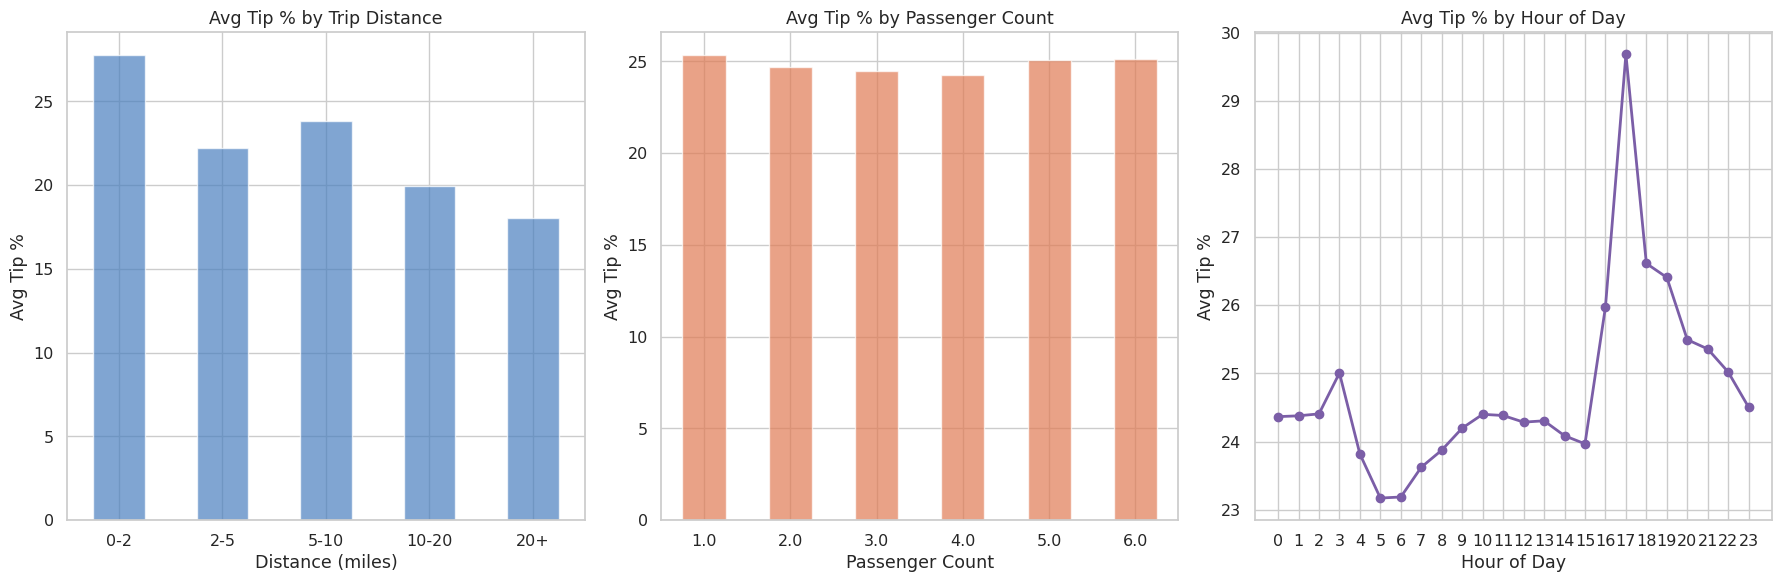 Avg Tip % by Trip Distance
Avg Tip %
25
20
15
10
5
0
0-2 2-5 5-10 10-20 20+
Distance (miles)
Avg Tip % by Passenger Count
Avg Tip %
25
20
15
10
5
0
1.0 2.0 3.0 4.0 5.0 6.0
Passenger Count
Avg Tip % by Hour of Day
Avg Tip %
30
29
28
27
26
25
24
23
0 1 2 3 4 5 6 7 8 9 10 11 12 13 14 15 16 17 18 19 20 21 22 23
Hour of Day